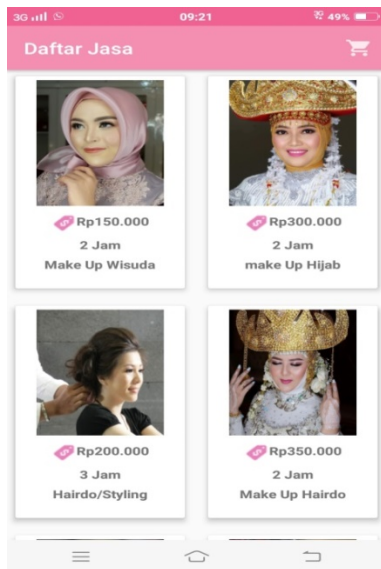 3G 09:21 3G 49%
Daftar Jasa
Rp150.000
2 Jam
Make Up Wisuda
Rp300.000
2 Jam
make Up Hijab
Rp200.000
3 Jam
Hairdo/Styling
Rp350.000
2 Jam
Make Up Hairdo